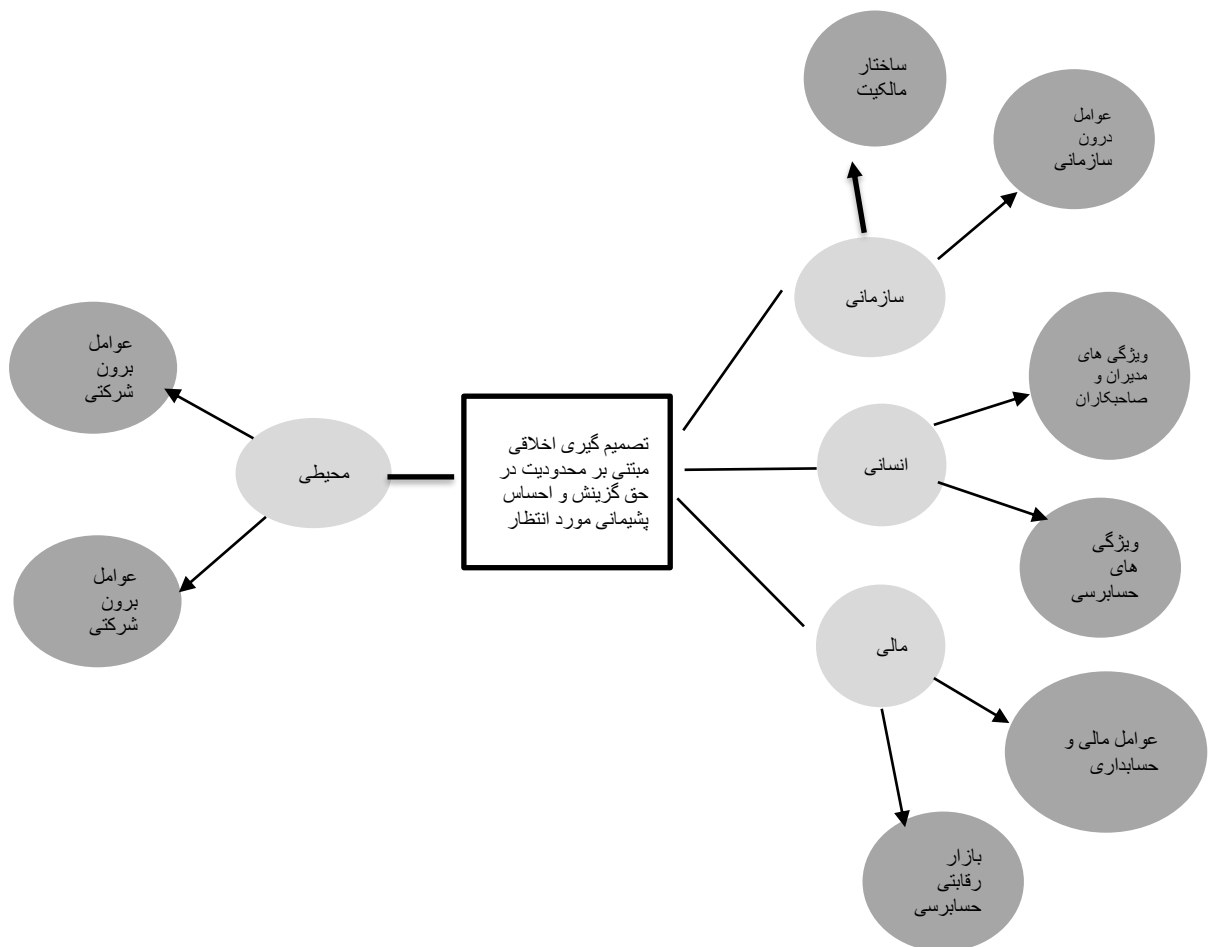 ساختار
مالکیت
عوامل
درون
سازمانی
سازمانی
عوامل
برون
شرکتی
ویژگی های
مدیران و
صاحبکاران
تصمیم گیری اخلاقی
مبتنی بر محدودیت در
حق گزینش و احساس
پشیمانی مورد انتظار
محیطی
انسانی
ویژگی
های
حسابرسی
عوامل
برون
شرکتی
مالی
عوامل مالی و
حسابداری
بازار
رقابتی
حسابرسی